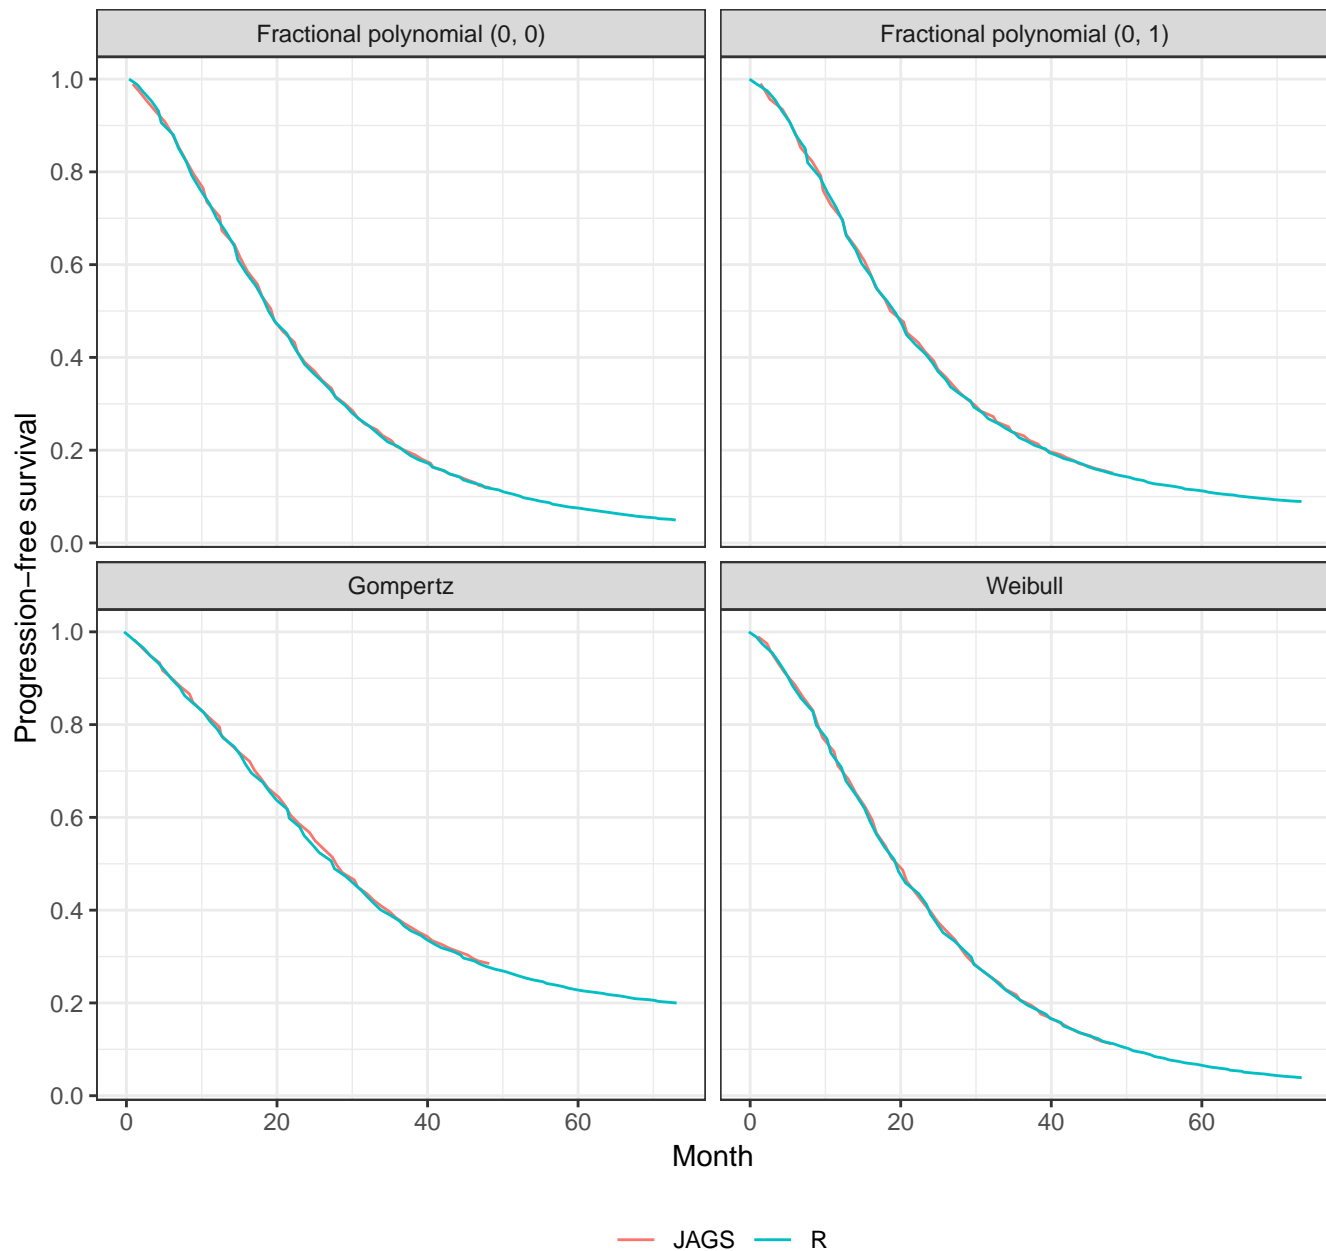 Fractional polynomial (0, 0)
Fractional polynomial (0, 1)
1.0
0.8
0.6
0.4
0.2
0.0
Gompertz
Weibull
1.0
0.8
0.6
0.4
0.2
0.0
Progression−free survival
0 20 40 60
0 20 40 60
Month
JAGS R